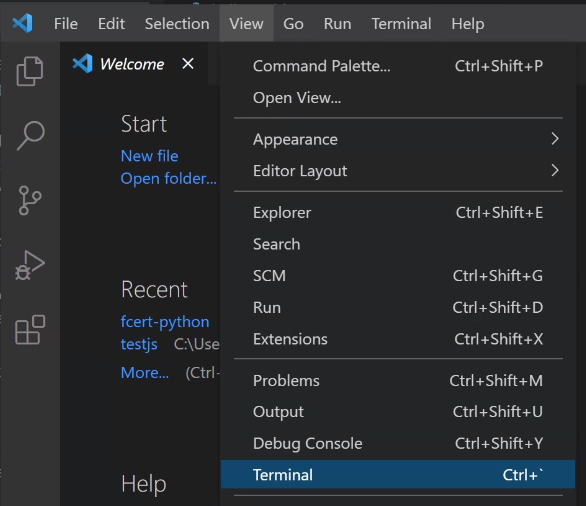 File Edit Selection View Go Run Terminal Help
Welcome
Start
New file
Open folder...
Recent
fcert-python
testjs C:\Use
More... (Ctrl-
Help
Command Palette... Ctrl+Shift+P
Open View...
Appearance
Editor Layout
Explorer Ctrl+Shift+E
Search
SCM Ctrl+Shift+G
Run Ctrl+Shift+D
Extensions Ctrl+Shift+X
Problems Ctrl+Shift+M
Output Ctrl+Shift+U
Debug Console Ctrl+Shift+Y
Terminal Ctrl+`